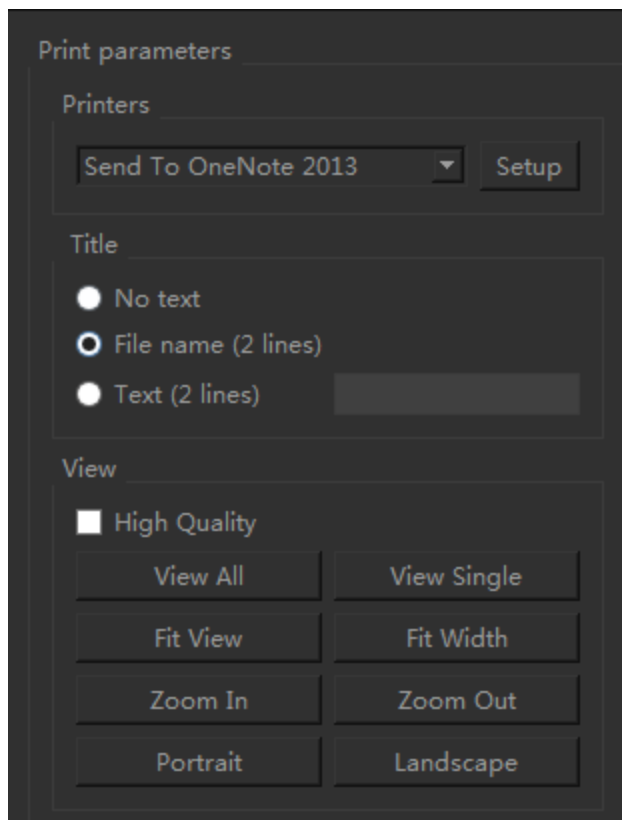 Print parameters
Printers
Send To OneNote 2013 Setup
Title
No text
File name (2 lines)
Text (2 lines)
View
High Quality
View All View Single
Fit View Fit Width
Zoom In Zoom Out
Portrait Landscape